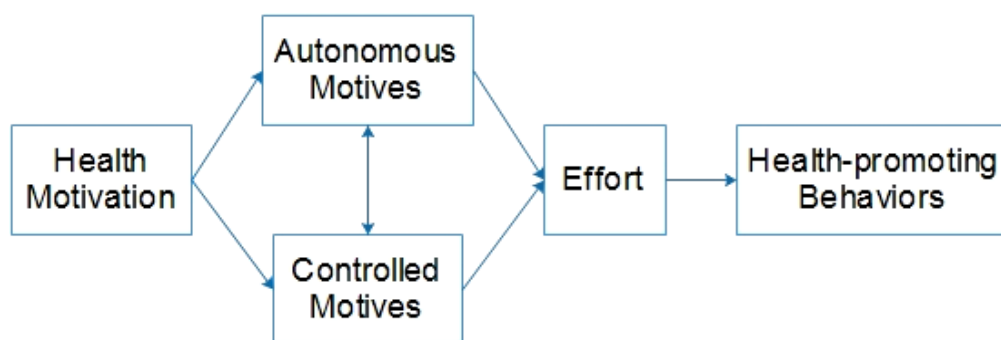 Autonomous
Motives
Health
Motivation
Effort
Health-promoting
Behaviors
Controlled
Motives